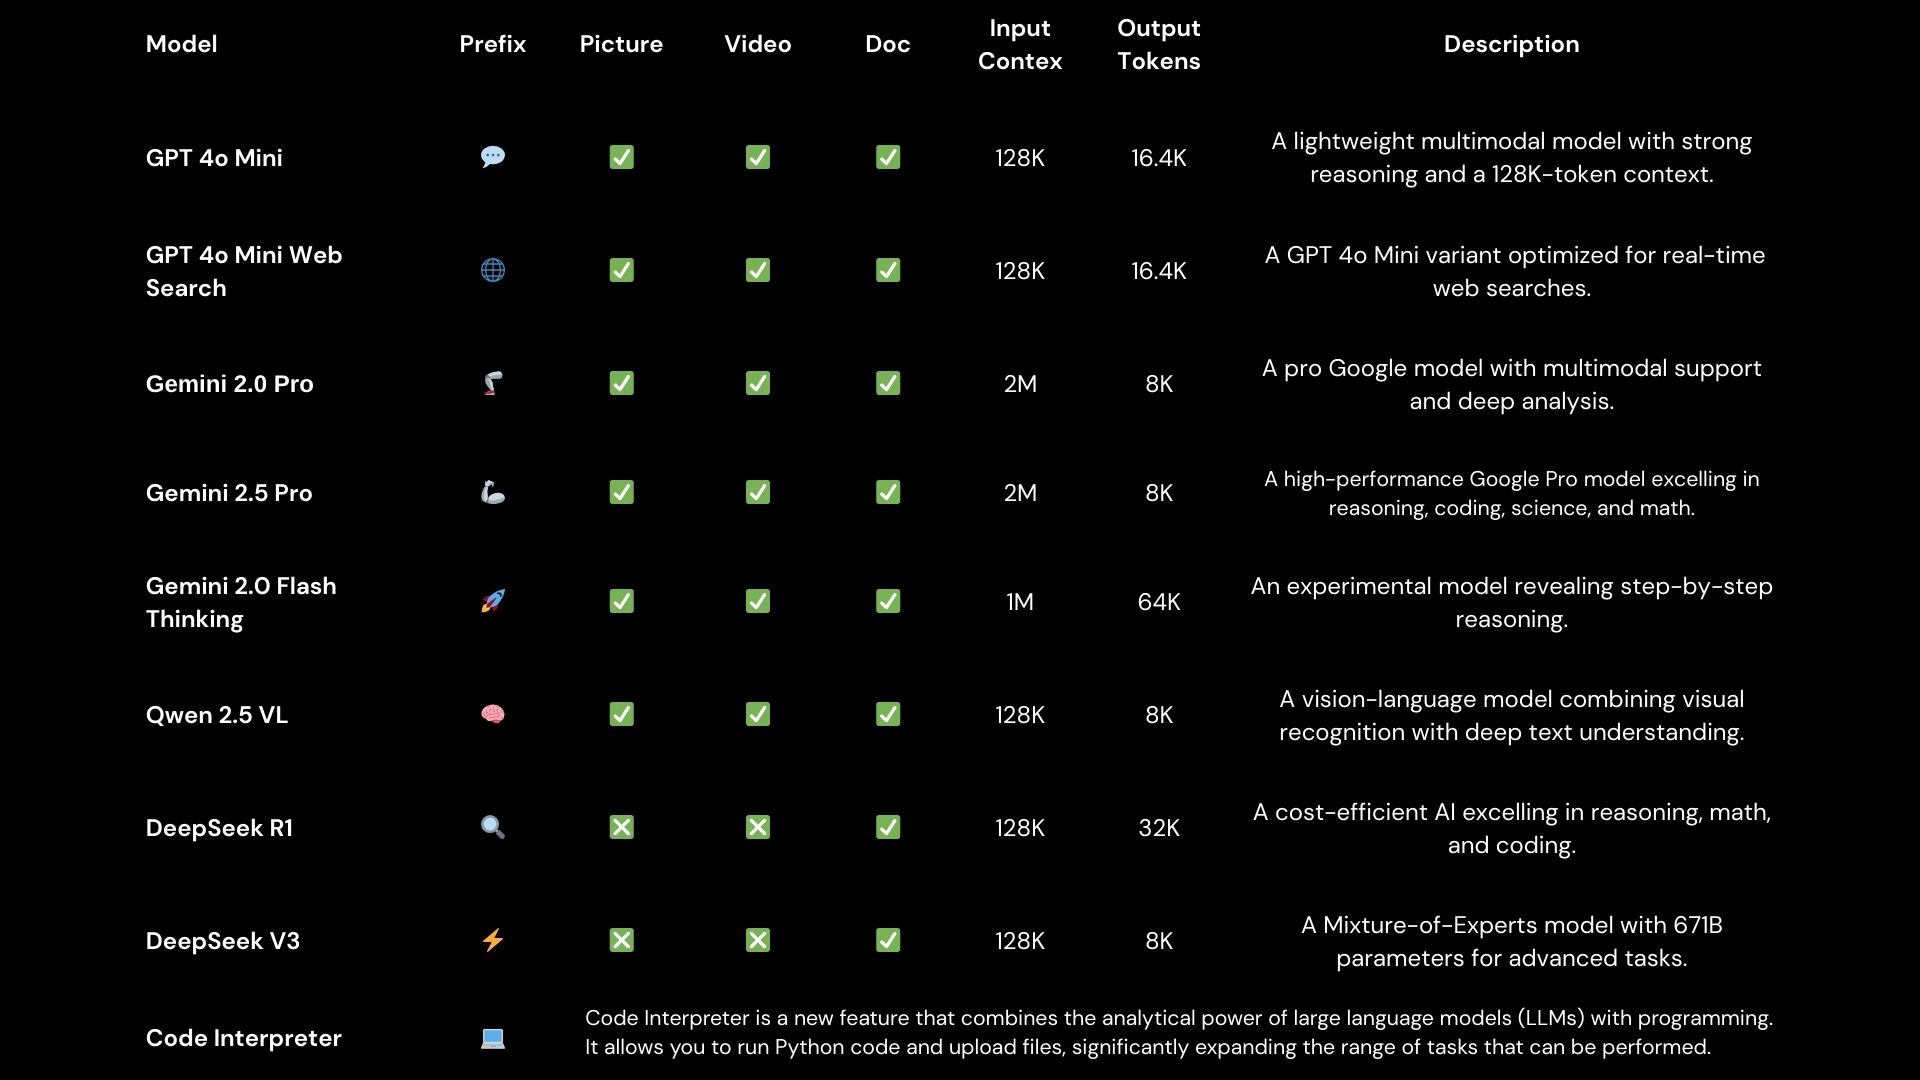 Model Prefix Picture Video Doc Input Contex Output Tokens Description
GPT 4o Mini 💬 ✅ ✅ ✅ 128K 16.4K A lightweight multimodal model with strong
reasoning and a 128K-token context.
GPT 4o Mini Web
Search 🌐 ✅ ✅ ✅ 128K 16.4K A GPT 4o Mini variant optimized for real-time
web searches.
Gemini 2.0 Pro 🦿 ✅ ✅ ✅ 2M 8K A pro Google model with multimodal support
and deep analysis.
Gemini 2.5 Pro 🦾 ✅ ✅ ✅ 2M 8K A high-performance Google Pro model excelling in
reasoning, coding, science, and math.
Gemini 2.0 Flash
Thinking 🚀 ✅ ✅ ✅ 1M 64K An experimental model revealing step-by-step
reasoning.
Qwen 2.5 VL 🧠 ✅ ✅ ✅ 128K 8K A vision-language model combining visual
recognition with deep text understanding.
DeepSeek R1 🔍 ❎ ❎ ✅ 128K 32K A cost-efficient AI excelling in reasoning, math,
and coding.
DeepSeek V3 ⚡ ❎ ❎ ✅ 128K 8K A Mixture-of-Experts model with 671B
parameters for advanced tasks.
Code Interpreter 💻 Code Interpreter is a new feature that combines the analytical power of large language models (LLMs) with programming.
It allows you to run Python code and upload files, significantly expanding the range of tasks that can be performed.